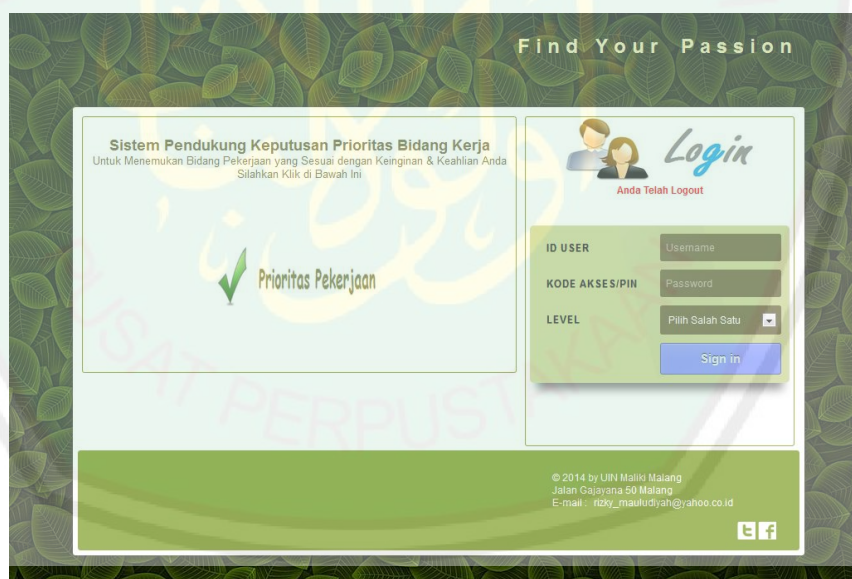 Find Your Passion
Sistem Pendukung Keputusan Prioritas Bidang Kerja
Untuk Menemukan Bidang Pekerjaan yang Sesuai dengan Keinginan & Keahlian Anda
Silahkan Klik di Bawah Ini
Prioritas Pekerjaan
Login
Anda Telah Logout
ID USER Username
KODE AKSES/PIN Password
LEVEL Pilih Salah Satu
Sign in
© 2014 by UIN Maliki Malang
Jalan Gajayana 50 Malang
E-mail : rizky_mauludiyah@yahoo.co.id
PUSAT PERPUSTAKAAN